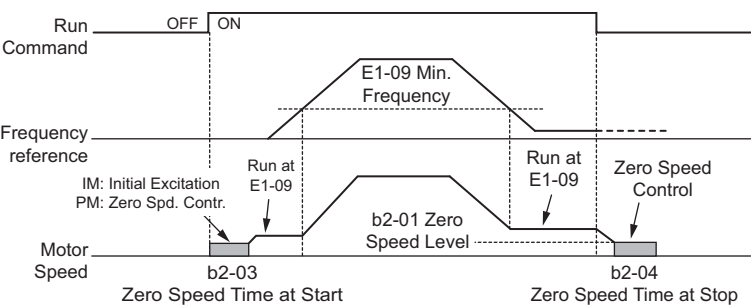 Run
Command
OFF
ON
E1-09 Min.
Frequency
Frequency
reference
IM: Initial Excitation
PM: Zero Spd. Contr.
Run at
E1-09
b2-01 Zero
Speed Level
Run at
E1-09
Zero Speed
Control
Motor
Speed
b2-03
Zero Speed Time at Start
b2-04
Zero Speed Time at Stop